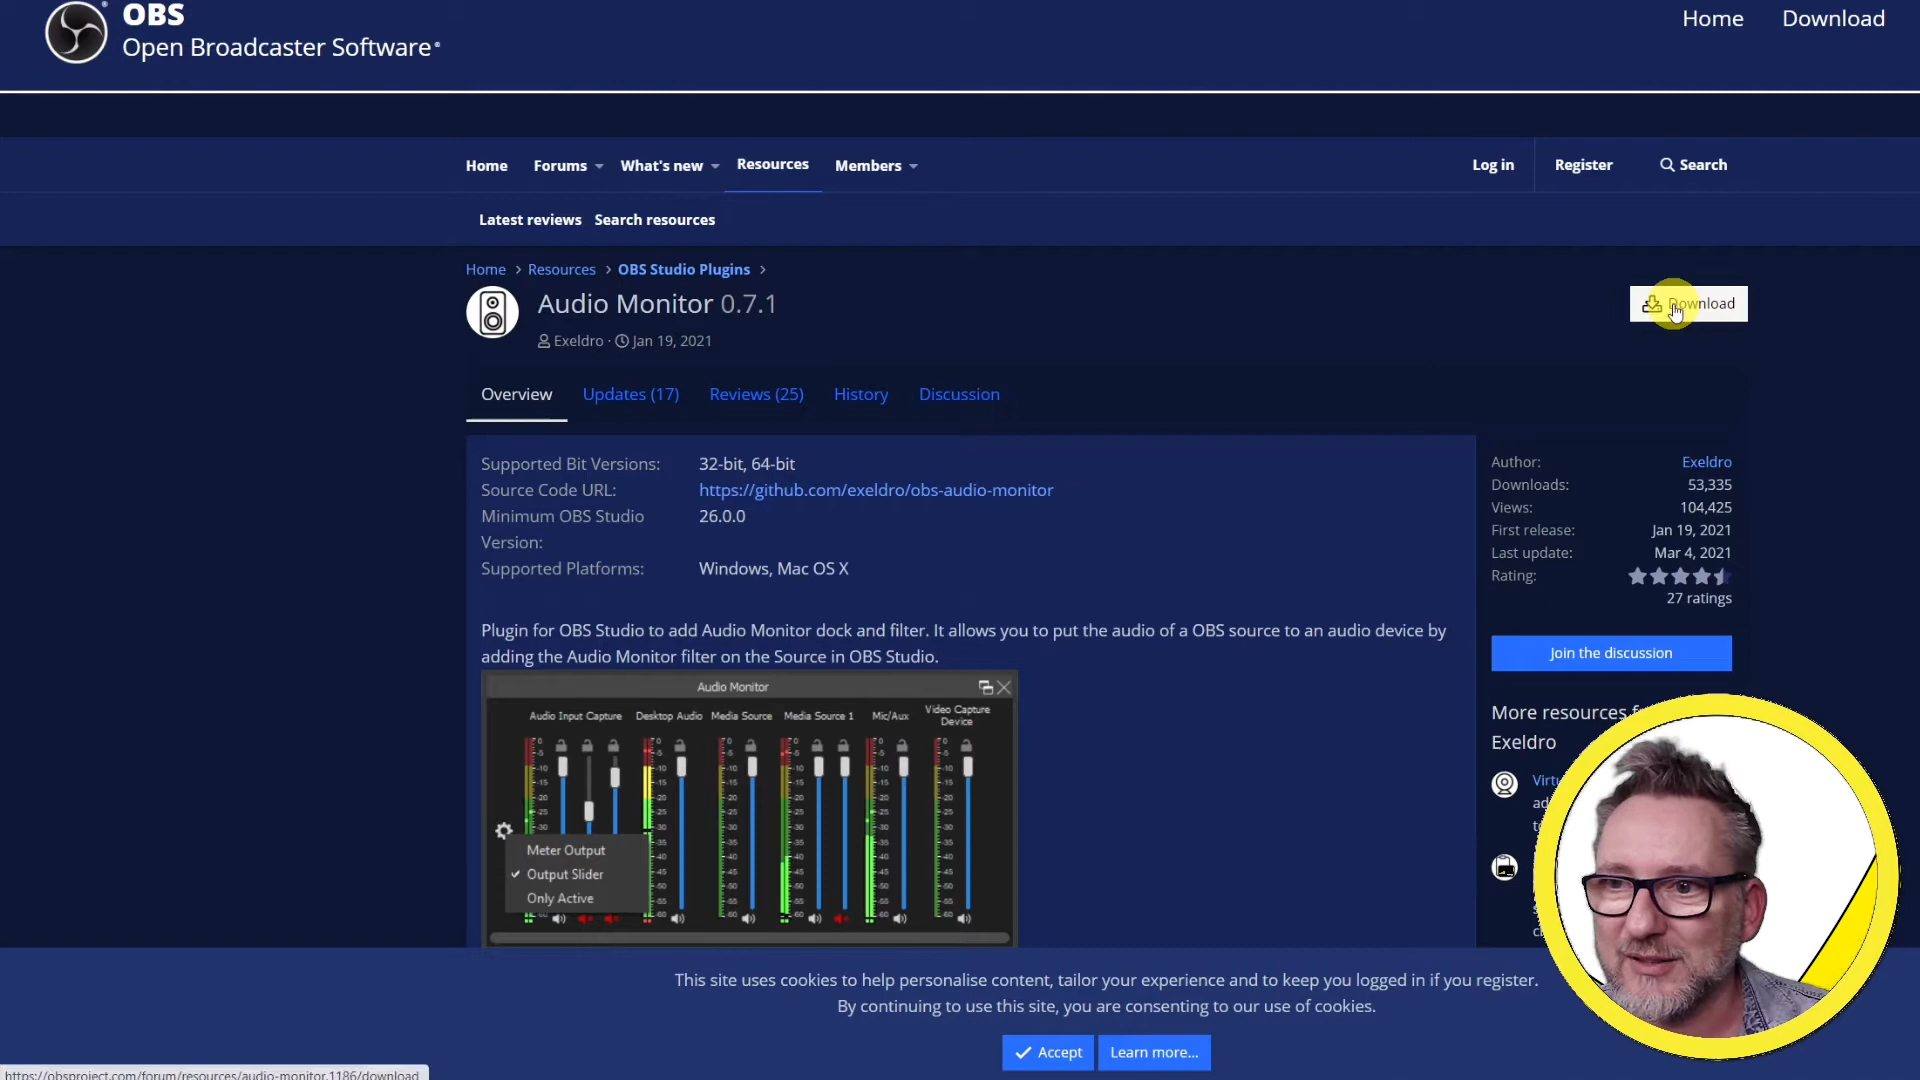 OBS
Open Broadcaster Software
Home Download
Home Forums What's new Resources Members Log in Register Search
Latest reviews Search resources
Home > Resources > OBS Studio Plugins >
Audio Monitor 0.7.1
Exeldro · Jan 19, 2021
Download
Overview Updates (17) Reviews (25) History Discussion
Supported Bit Versions: 32-bit, 64-bit
Source Code URL: https://github.com/exeldro/obs-audio-monitor
Minimum OBS Studio 26.0.0
Version:
Supported Platforms: Windows, Mac OS X
Plugin for OBS Studio to add Audio Monitor dock and filter. It allows you to put the audio of a OBS source to an audio device by
adding the Audio Monitor filter on the Source in OBS Studio.
Audio Monitor
Audio Input Capture Desktop Audio Media Source Media Source 1 Mic/Aux Video Capture
Device
Meter Output
Output Slider
Only Active
Author: Exeldro
Downloads: 53,335
Views: 104,425
First release: Jan 19, 2021
Last update: Mar 4, 2021
Rating:
27 ratings
Join the discussion
More resources
Exeldro
This site uses cookies to help personalise content, tailor your experience and to keep you logged in if you register.
By continuing to use this site, you are consenting to our use of cookies.
Accept Learn more...
https://obsproject.com/forum/resources/audio-monitor.1186/download